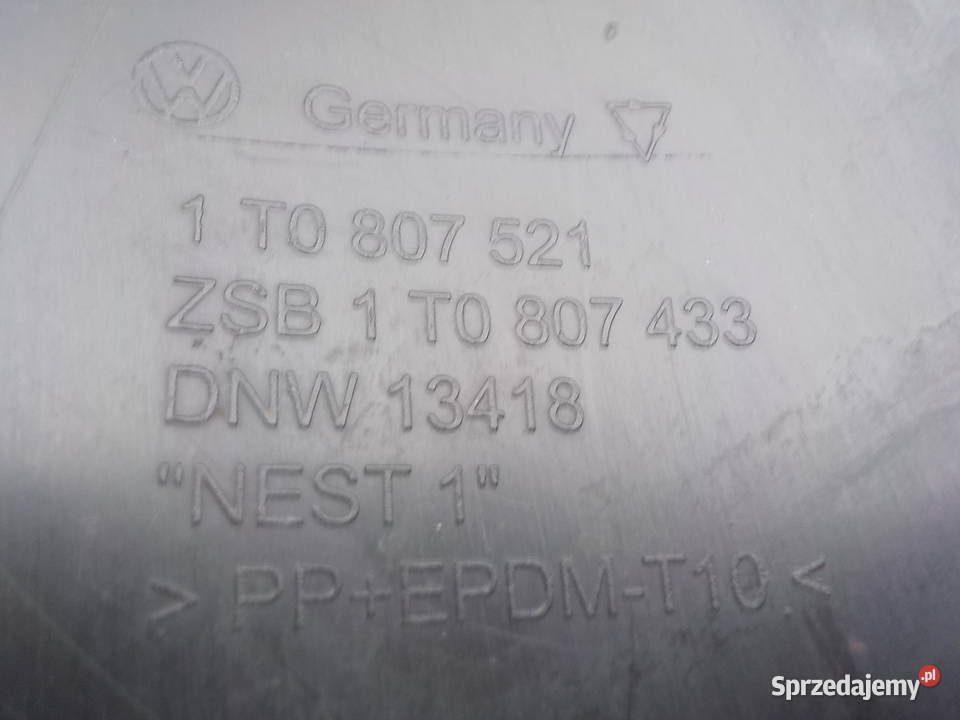 VW Germany
1 T0 807 521
ZSB 1 T0 807 433
DNW 13418
"NEST 1"
> PP+EPDM-T10 <
Sprzedajemy.pl